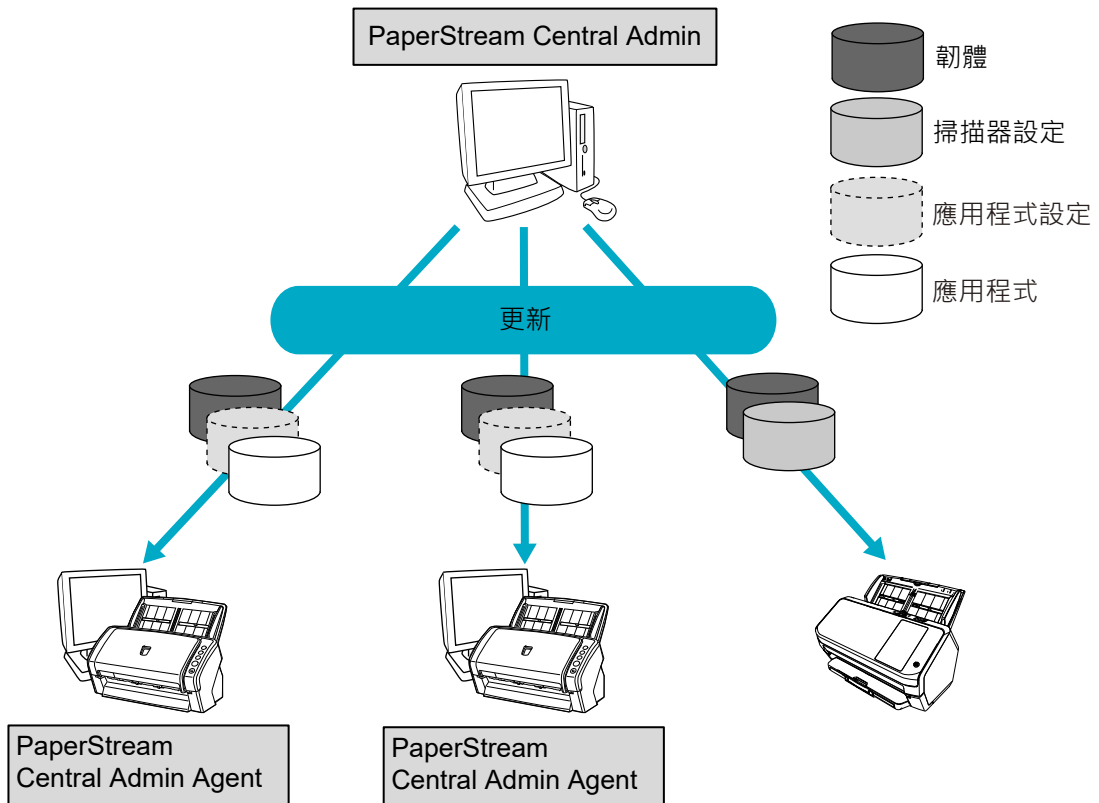 PaperStream Central Admin
韌體
掃描器設定
應用程式設定
應用程式
更新
PaperStream
Central Admin Agent
PaperStream
Central Admin Agent